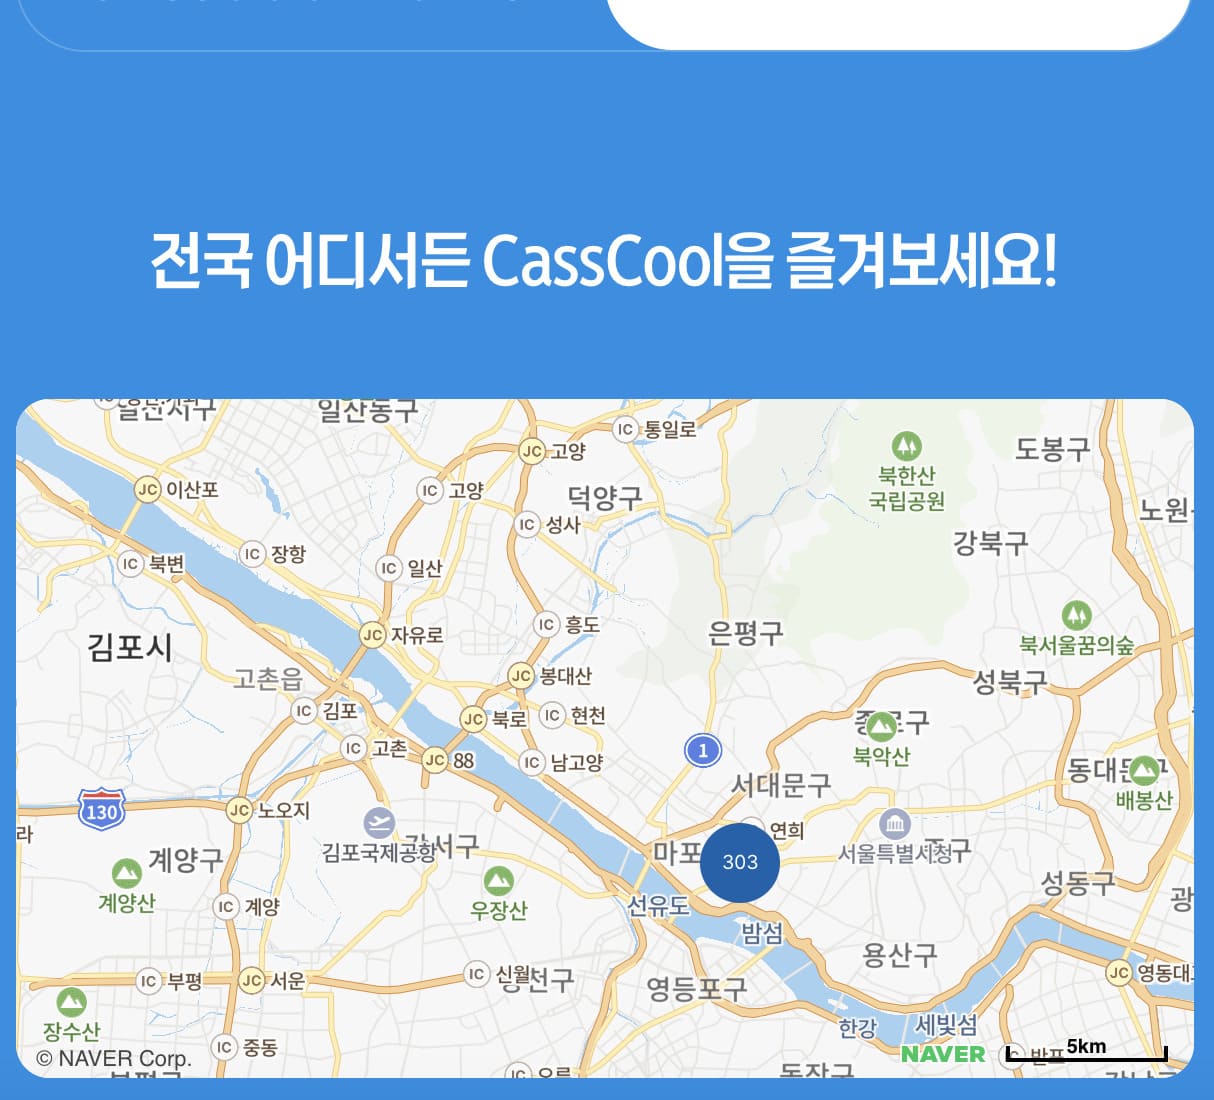 전국 어디서든 CassCool을 즐겨보세요!
일산서구
일산동구
IC 통일로
도봉구
JC 고양
북한산
국립공원
JC 이산포
IC 고양
덕양구
노원
IC 성사
강북구
IC 북변
IC 장항
IC 일산
IC 흥도
북서울꿈의숲
JC 자유로
은평구
김포시
고촌읍
JC 봉대산
성북구
IC 김포
JC 북로
IC 현천
종로구
북악산
IC 고촌
JC 88
IC 남고양
1
서대문구
동대문구
배봉산
130
JC 노오지
라
김포국제공항
강서구
연희
마포
303
서울특별시청
중구
계양구
계양산
우장산
성동구
광
IC 계양
선유도
밤섬
용산구
IC 부평
JC 서운
IC 신월
양천구
영등포구
JC 영동대
장수산
한강
세빛섬
IC 중동
© NAVER Corp.
NAVER
5km
반포
동작구